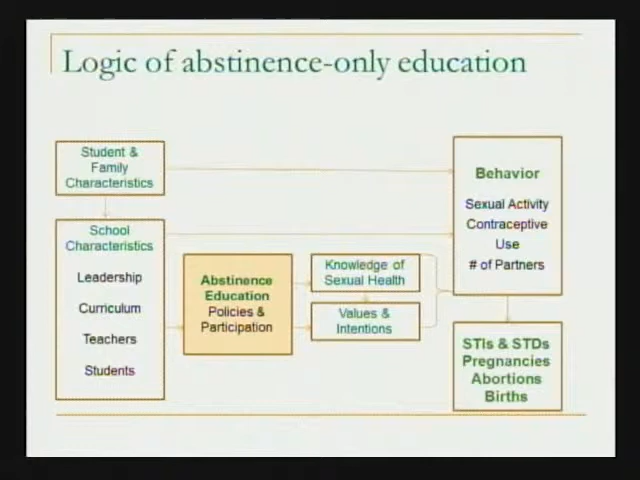 Logic of abstinence-only education
Student &
Family
Characteristics
School
Characteristics
Leadership
Curriculum
Teachers
Students
Abstinence
Education
Policies &
Participation
Knowledge of
Sexual Health
Values &
Intentions
Behavior
Sexual Activity
Contraceptive
Use
# of Partners
STIs & STDs
Pregnancies
Abortions
Births